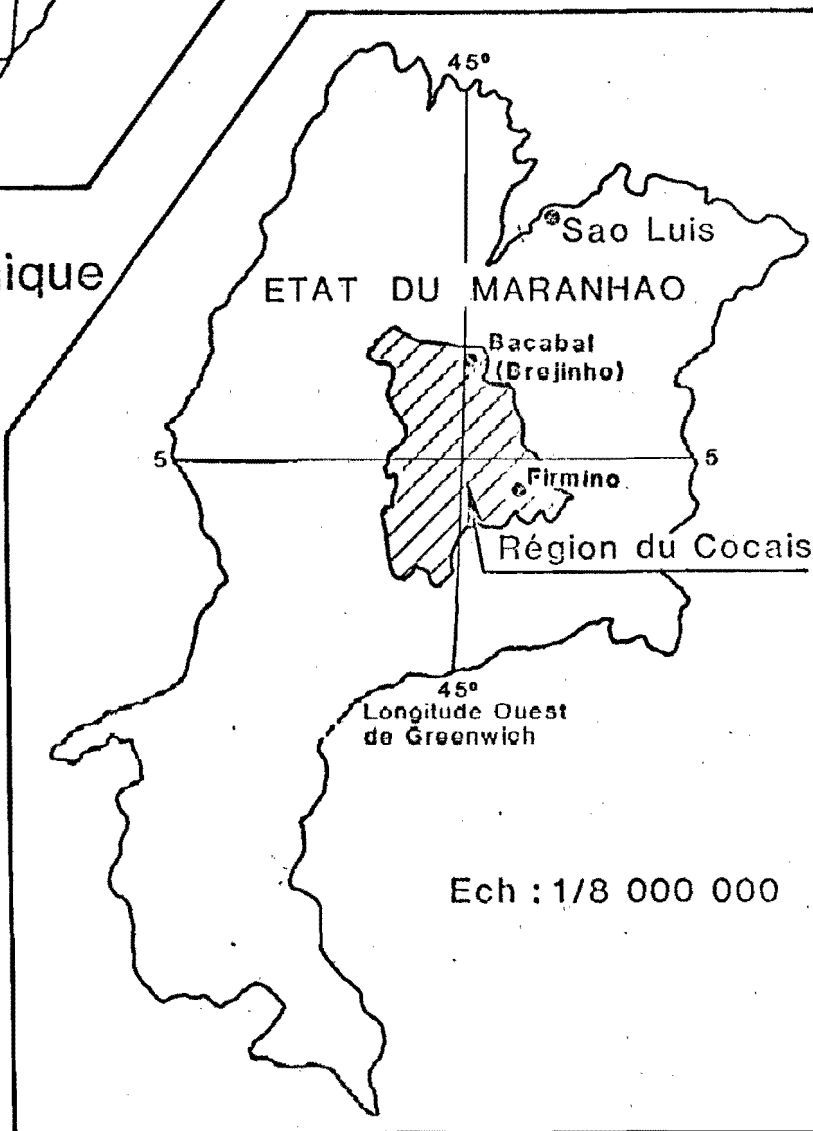 45°
Sao Luis
ique
ETAT DU MARANHAO
Bacabal
(Brejinho)
5
5
Firmino
Région du Cocais
45°
Longitude Ouest
de Greenwich
Ech : 1/8 000 000